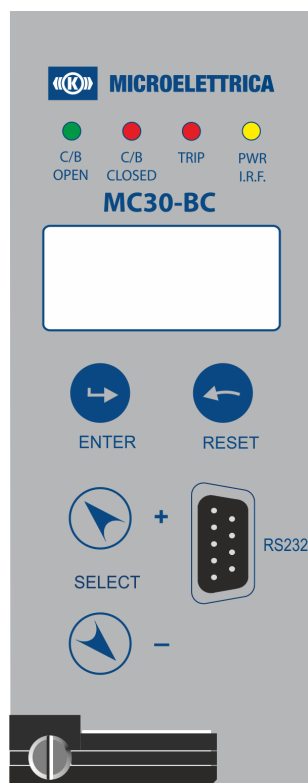 ((K)) MICROELETTRICA
C/B OPEN
C/B CLOSED
TRIP
PWR I.R.F.
MC30-BC
ENTER
RESET
+
RS232
SELECT
–